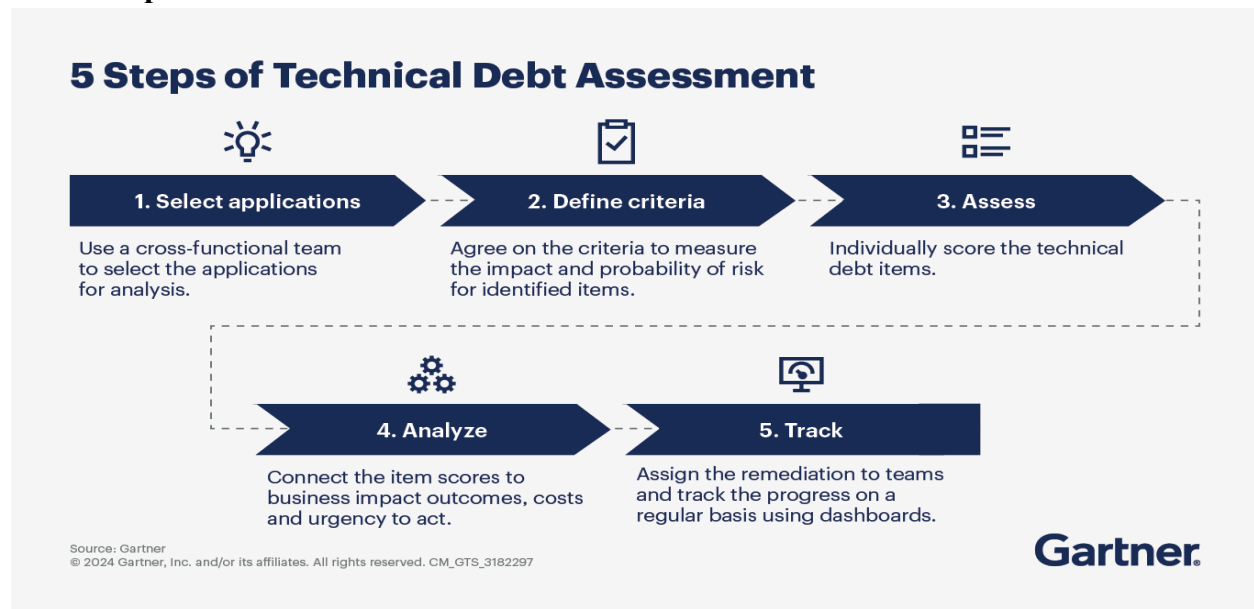 5 Steps of Technical Debt Assessment
1. Select applications
Use a cross-functional team
to select the applications
for analysis.
2. Define criteria
Agree on the criteria to measure
the impact and probability of risk
for identified items.
3. Assess
Individually score the technical
debt items.
4. Analyze
Connect the item scores to
business impact outcomes, costs
and urgency to act.
5. Track
Assign the remediation to teams
and track the progress on a
regular basis using dashboards.
Source: Gartner
© 2024 Gartner, Inc. and/or its affiliates. All rights reserved. CM_GTS_3182297
Gartner®